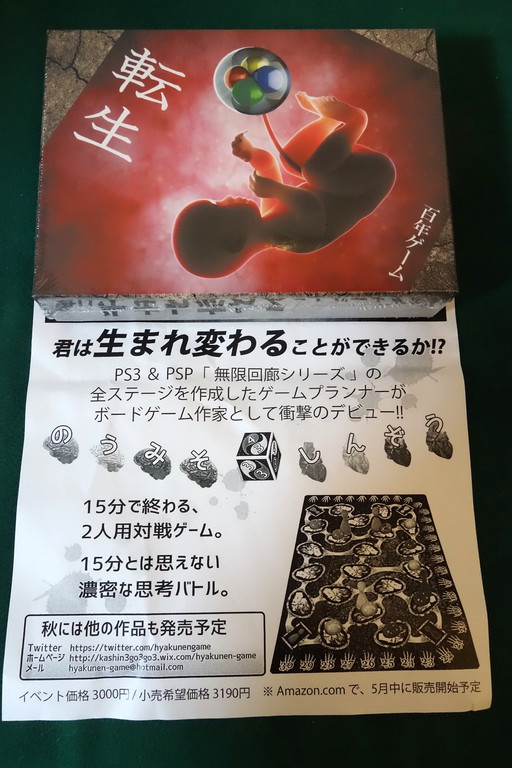 転生
百年ゲーム
君は生まれ変わることができるか!?
PS3 & PSP「無限回廊シリーズ」の
全ステージを作成したゲームプランナーが
ボードゲーム作家として衝撃のデビュー!!
のうみそ しんぞう
15分で終わる、
2人用対戦ゲーム。
15分とは思えない
濃密な思考バトル。
秋には他の作品も発売予定
Twitter https://twitter.com/hyakunengame
ホームページ http://kashin3go3go3.wix.com/hyakunen-game
メール hyakunen-game@hotmail.com
イベント価格 3000円 / 小売希望価格 3190円 ※ Amazon.com で、5月中に販売開始予定